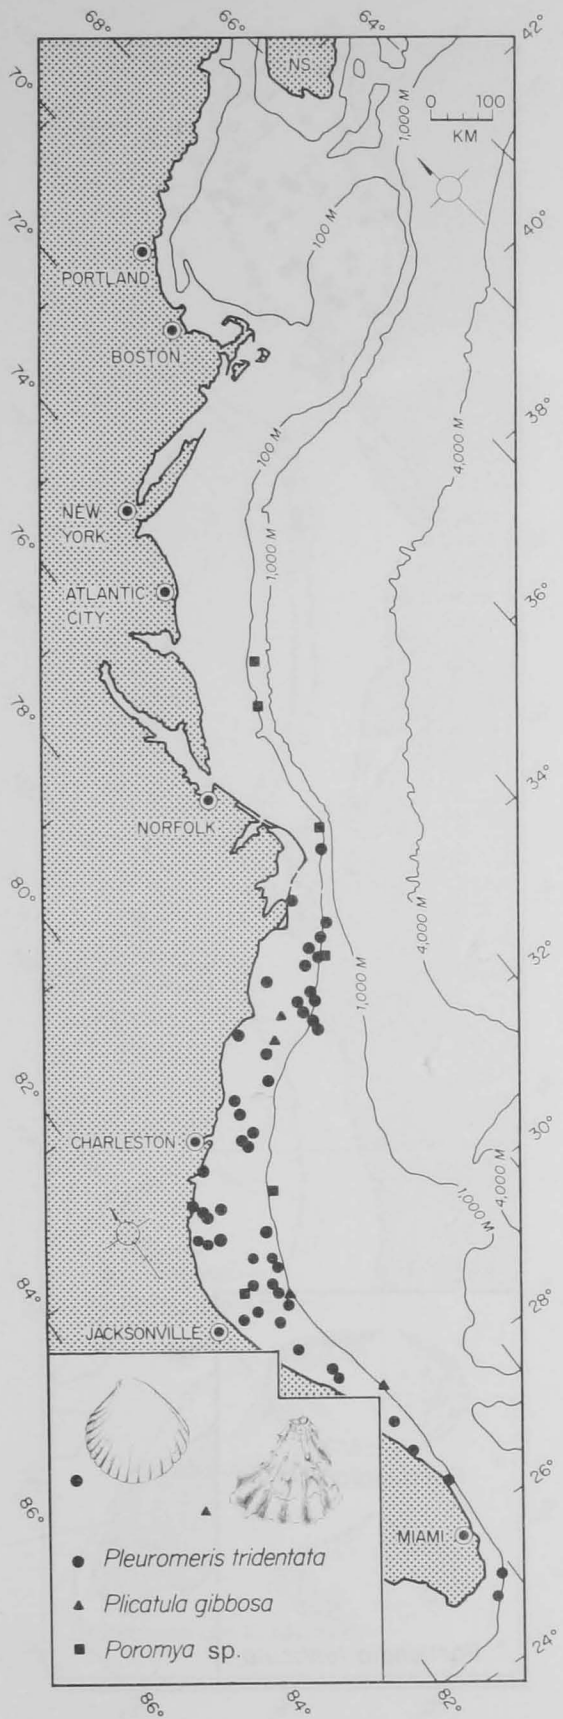 68°
66°
64°
42°
70°
NS
0 100
KM
1,000 M
72°
100 M
40°
PORTLAND
BOSTON
74°
38°
100 M
4,000 M
NEW
YORK
76°
1,000 M
ATLANTIC
CITY
36°
78°
34°
NORFOLK
80°
4,000 M
1,000 M
32°
82°
30°
CHARLESTON
4,000 M
1,000 M
84°
28°
JACKSONVILLE
26°
86°
MIAMI
Pleuromeris tridentata
Plicatula gibbosa
Poromya sp.
24°
86°
84°
82°